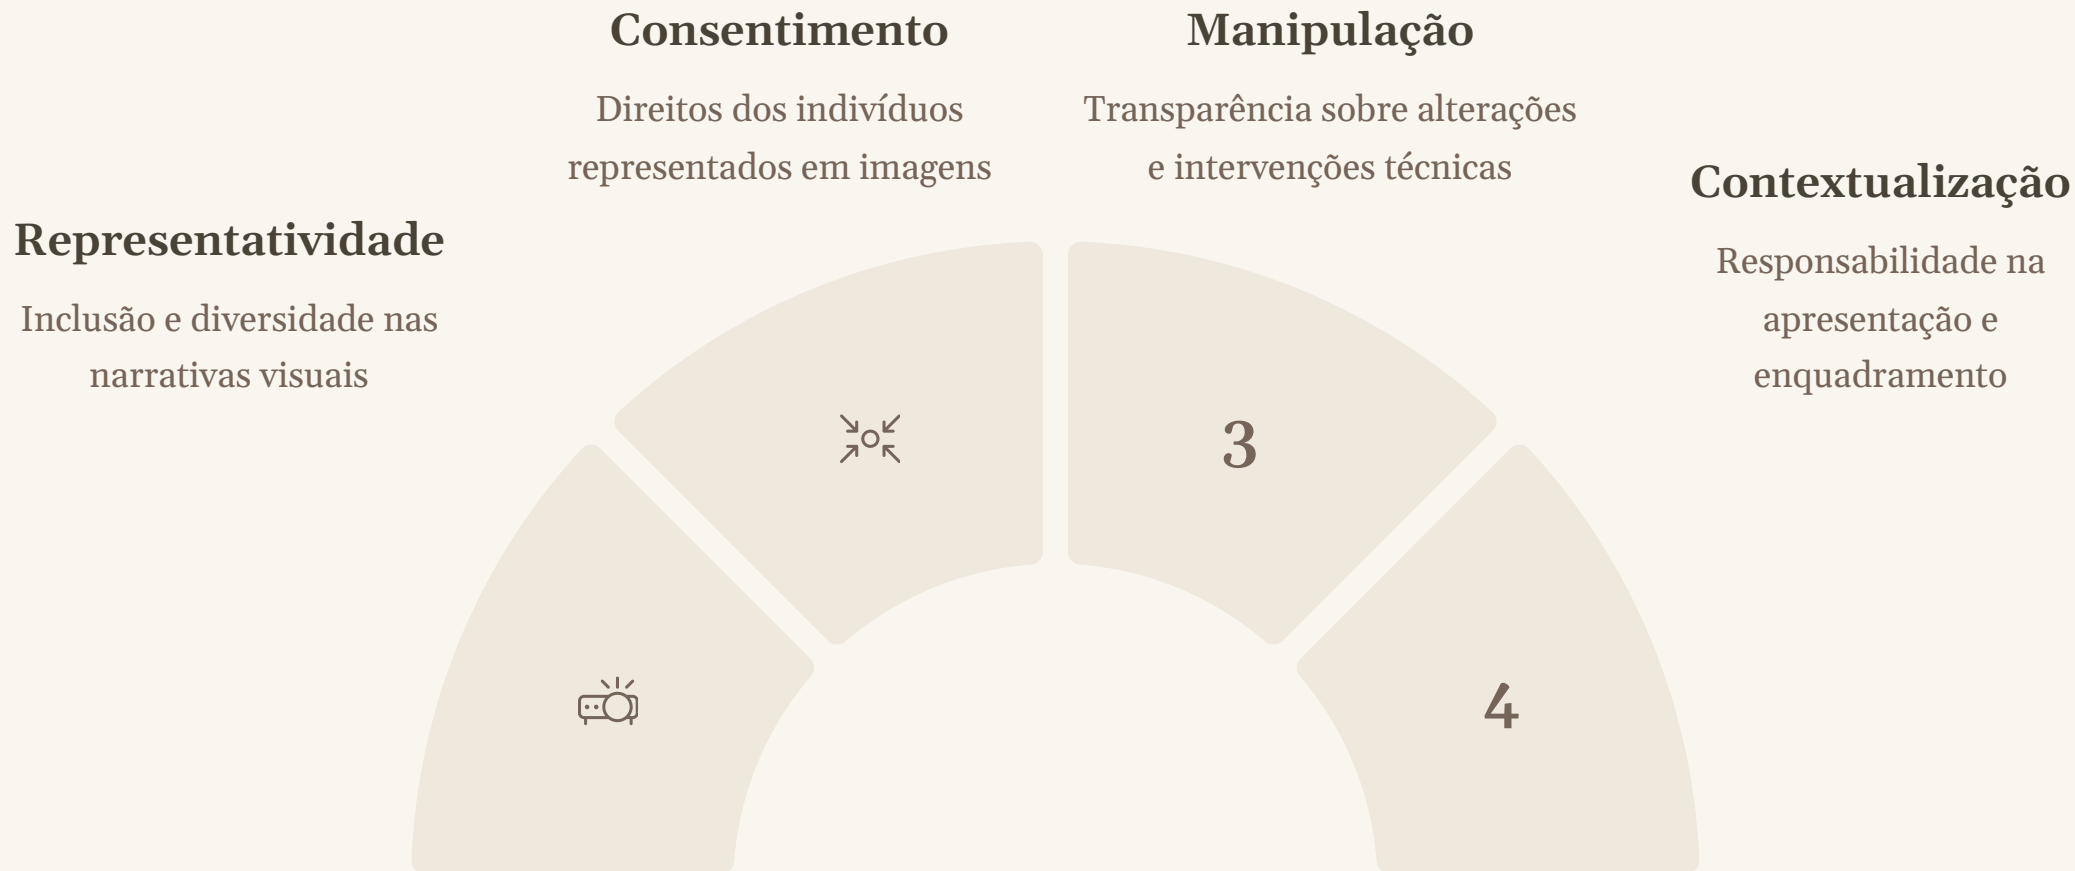 Representatividade
Inclusão e diversidade nas
narrativas visuais
Consentimento
Direitos dos indivíduos
representados em imagens
Manipulação
Transparência sobre alterações
e intervenções técnicas
3
Contextualização
Responsabilidade na
apresentação e
enquadramento
4